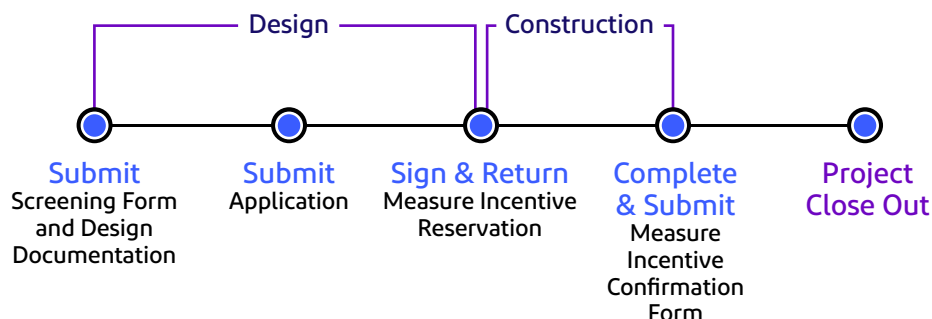 Design
Construction
Submit
Screening Form
and Design
Documentation
Submit
Application
Sign & Return
Measure Incentive
Reservation
Complete
& Submit
Measure
Incentive
Confirmation
Form
Project
Close Out